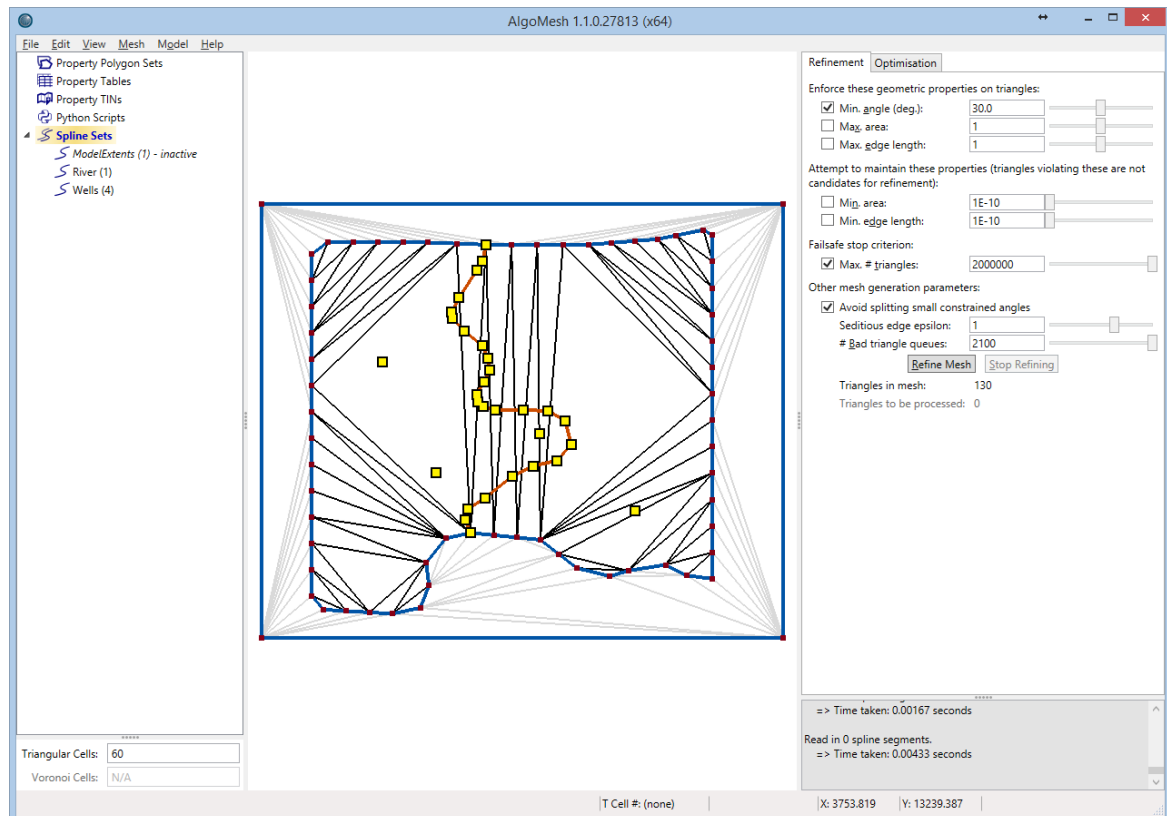 AlgoMesh 1.1.0.27813 (x64)
File Edit View Mesh Model Help
Property Polygon Sets
Property Tables
Property TINs
Python Scripts
Spline Sets
ModelExtents (1) - inactive
River (1)
Wells (4)
Triangular Cells: 60
Voronoi Cells: N/A
Refinement Optimisation
Enforce these geometric properties on triangles:
Min. angle (deg.): 30.0
Max. area: 1
Max. edge length: 1
Attempt to maintain these properties (triangles violating these are not
candidates for refinement):
Min. area: 1E-10
Min. edge length: 1E-10
Failsafe stop criterion:
Max. # triangles: 2000000
Other mesh generation parameters:
Avoid splitting small constrained angles
Seditious edge epsilon: 1
# Bad triangle queues: 2100
Refine Mesh Stop Refining
Triangles in mesh: 130
Triangles to be processed: 0
=> Time taken: 0.00167 seconds
Read in 0 spline segments.
=> Time taken: 0.00433 seconds
T Cell #: (none) X: 3753.819 Y: 13239.387